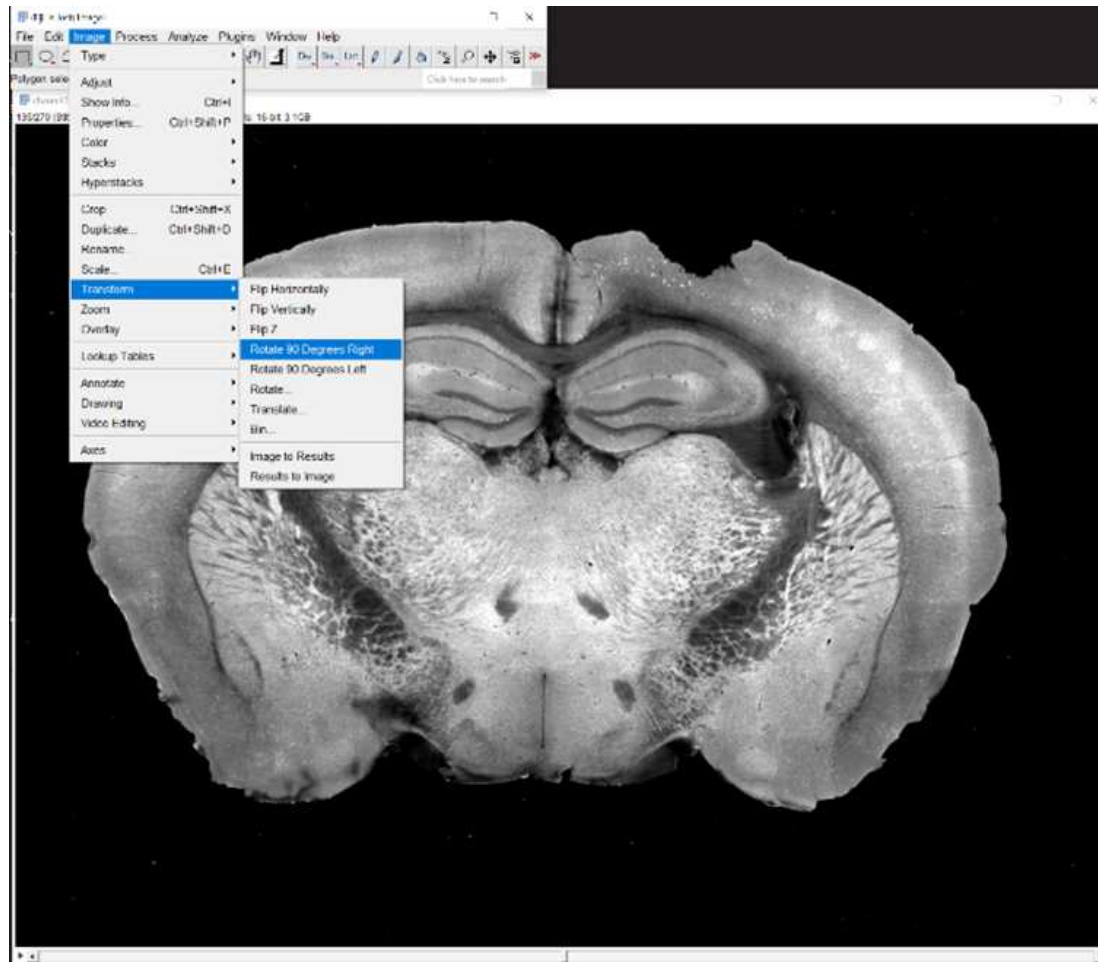 File Edit Image Process Analyze Plugins Window Help
Click here to search
Type
Adjust
Show Info... Ctrl+I
Properties... Ctrl+Shift+P
Color
Stacks
Hyperstacks
Crop Ctrl+Shift+X
Duplicate... Ctrl+Shift+D
Rename...
Scale... Ctrl+E
Transform
Zoom
Overlay
Lookup Tables
Annotate
Drawing
Video Editing
Axes
Flip Horizontally
Flip Vertically
Flip Z
Rotate 90 Degrees Right
Rotate 90 Degrees Left
Rotate...
Translate...
Bin...
Image to Results
Results to Image
16-bit 3.1GB